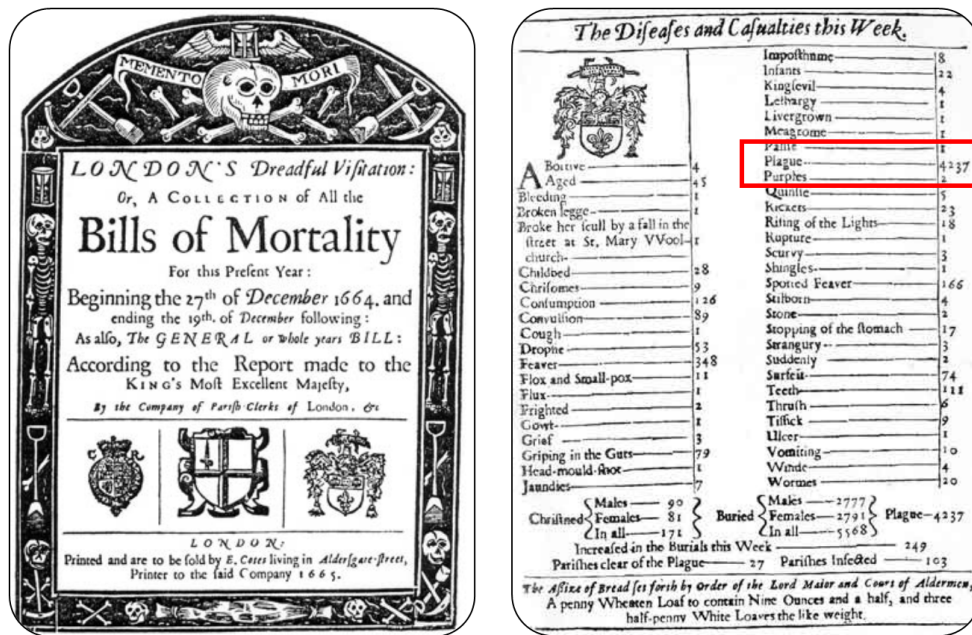 MEMENTO MORI
LONDON'S Dreadful Viſitation:
Or, A COLLECTION of All the
Bills of Mortality
For this Preſent Year:
Beginning the 27th of December 1664. and
ending the 19th. of December following:
As alſo, The GENERAL or whole years BILL:
According to the Report made to the
KING'S Moſt Excellent Majeſty,
By the Company of Pariſh Clerks of London, &c
C R
LONDON:
Printed and are to be ſold by E. Cotes living in Alderſgate-ſtreet,
Printer to the ſaid Company 1665.
The Diſeaſes and Caſualties this Week.
ABortive 4
Aged 45
Bleeding 1
Broken legge 1
Broke her ſcull by a fall in the
ſtreet at St, Mary VVool- 1
church
Childbed 28
Chriſomes 9
Conſumption 126
Convulſion 89
Cough 1
Dropſie 53
Feaver 348
Flox and Small-pox 11
Flux 1
Frighted 2
Gowt 1
Grief 3
Griping in the Guts 79
Head-mould-ſhot 1
Jaundies 7
Impoſthume 8
Infants 22
Kingſevil 4
Lethargy 1
Livergrown 1
Meagrome 1
Palſie 1
Plague 4237
Purples 2
Quinſie 5
Rickets 23
Riſing of the Lights 18
Rupture 1
Scurvy 3
Shingles 1
Spotted Feaver 166
Stilborn 4
Stone 2
Stopping of the ſtomach 17
Strangury 3
Suddenly 2
Surfeit 74
Teeth 111
Thruſh 6
Tiſſick 9
Ulcer 1
Vomiting 10
Winde 4
Wormes 20
Chriſtned Males 90 Females 81 In all 171
Buried Males 2777 Females 2791 In all 5568
Plague 4237
Increaſed in the Burials this Week 249
Pariſhes clear of the Plague 27 Pariſhes Infected 103
The Aſſize of Bread ſet forth by Order of the Lord Maior and Court of Aldermen,
A penny Wheaten Loaf to contain Nine Ounces and a half, and three
half-penny White Loaves the like weight.